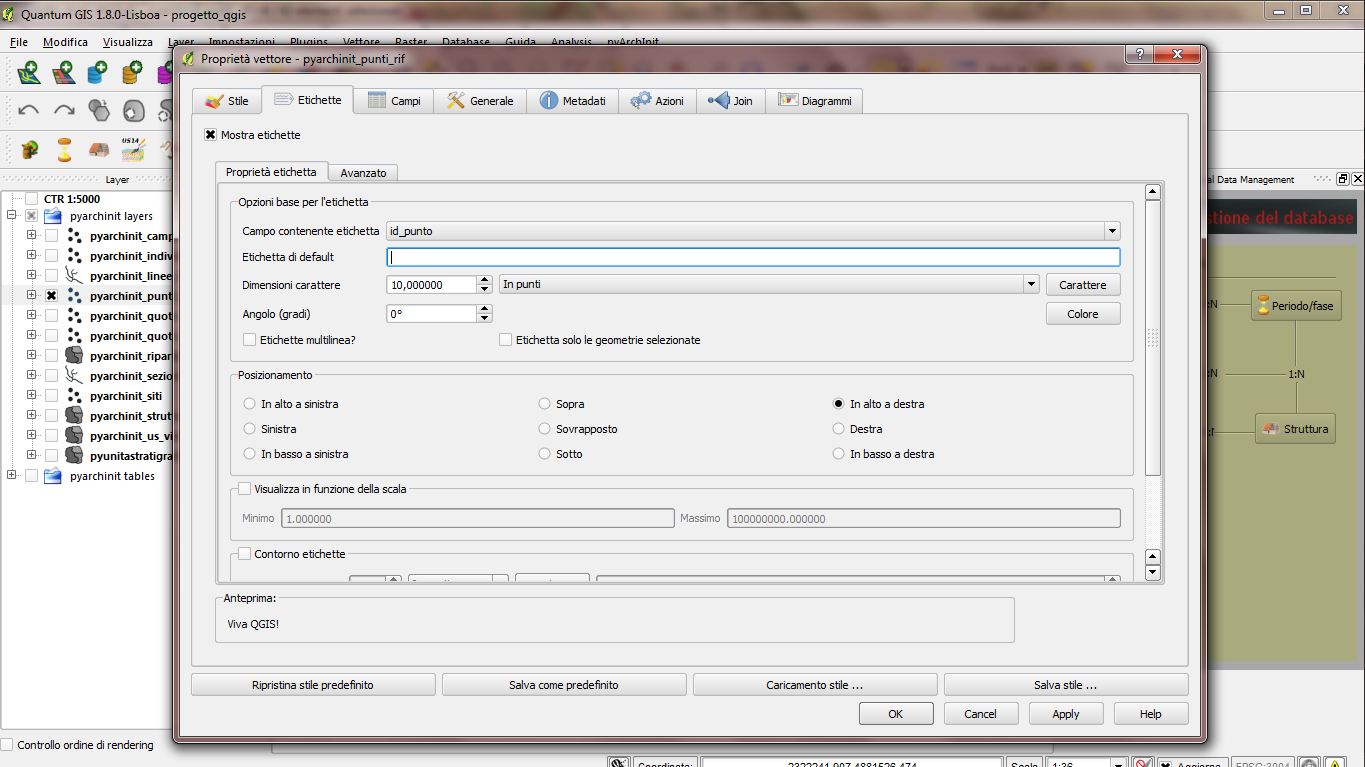 Quantum GIS 1.8.0-Lisboa - progetto_qgis
File Modifica Visualizza Layer Impostazioni Plugins Vettore Raster Database Guida Analysis pyArchInit
Proprietà vettore - pyarchinit_punti_rif
Stile Etichette Campi Generale Metadati Azioni Join Diagrammi
Mostra etichette
Proprietà etichetta Avanzato
Opzioni base per l'etichetta
Campo contenente etichetta id_punto
Etichetta di default
Dimensioni carattere 10,000000 In punti Carattere
Angolo (gradi) 0° Colore
Etichette multilinea? Etichetta solo le geometrie selezionate
Posizionamento
In alto a sinistra Sopra In alto a destra
Sinistra Sovrapposto Destra
In basso a sinistra Sotto In basso a destra
Visualizza in funzione della scala
Minimo 1.000000 Massimo 100000000.000000
Contorno etichette
Anteprima:
Viva QGIS!
Ripristina stile predefinito Salva come predefinito Caricamento stile ... Salva stile ...
OK Cancel Apply Help
US14
Layer
CTR 1:5000
pyarchinit layers
pyarchinit_camp
pyarchinit_indiv
pyarchinit_linee
pyarchinit_punt
pyarchinit_quot
pyarchinit_quot
pyarchinit_ripar
pyarchinit_sezio
pyarchinit_siti
pyarchinit_strut
pyarchinit_us_vi
pyunitastratigra
pyarchinit tables
Controllo ordine di rendering
al Data Management
stione del database
:N Periodo/fase
:N 1:N
Struttura
Coordinate: 2322241.907,4881526.474 Scala 1:36 Aggiorna EPSG:3004